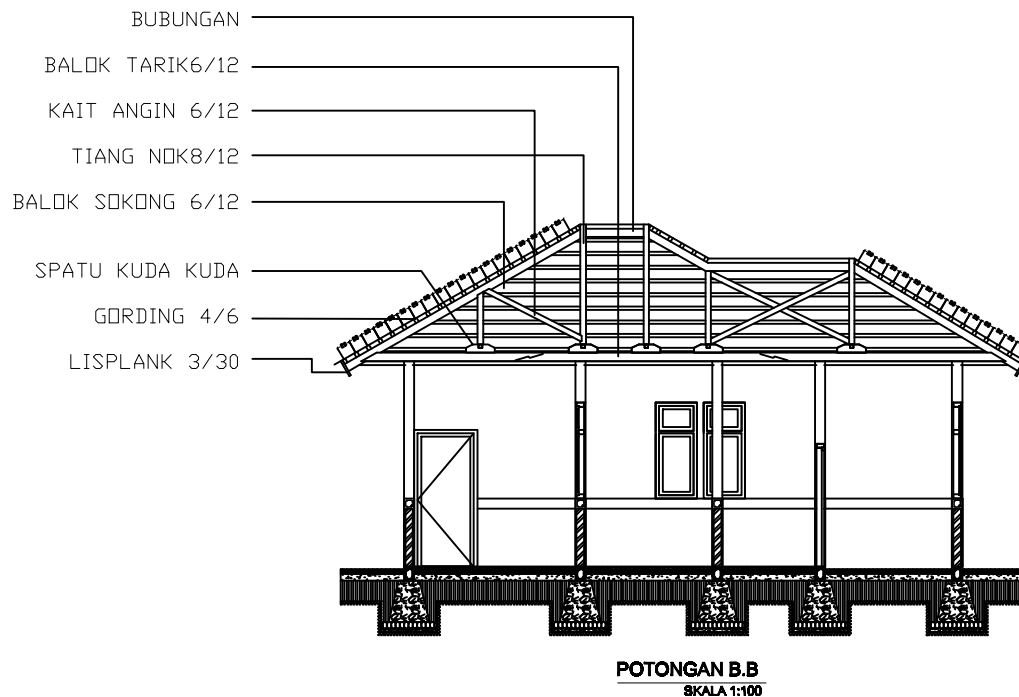 BUBUNGAN
BALOK TARIK6/12
KAIT ANGIN 6/12
TIANG NOK8/12
BALOK SOKONG 6/12
SPATU KUDA KUDA
GORDING 4/6
LISPLANK 3/30
POTONGAN B.B
SKALA 1:100